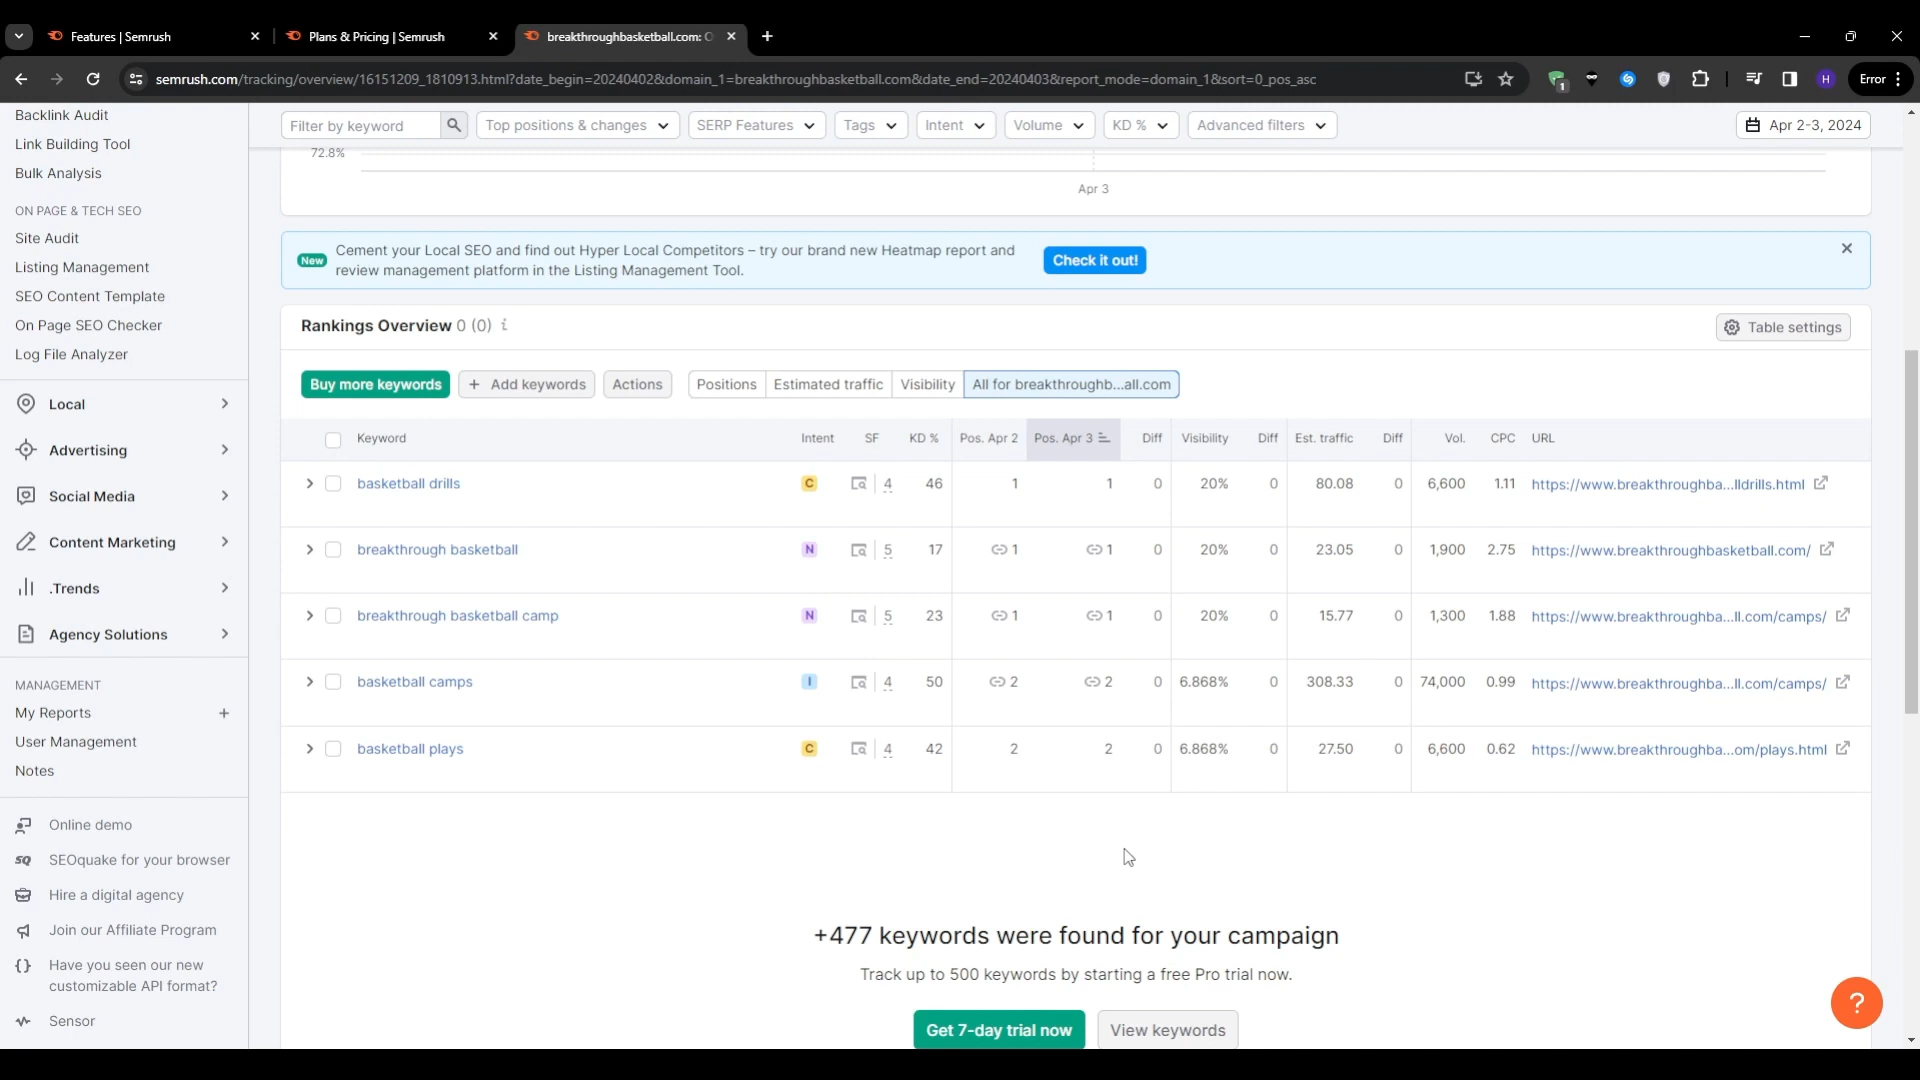 Features | Semrush
Plans & Pricing | Semrush
breakthroughbasketball.com: O
semrush.com/tracking/overview/16151209_1810913.html?date_begin=20240402&domain_1=breakthroughbasketball.com&date_end=20240403&report_mode=domain_1&sort=0_pos_asc
1
H
Error
Backlink Audit
Link Building Tool
Bulk Analysis
ON PAGE & TECH SEO
Site Audit
Listing Management
SEO Content Template
On Page SEO Checker
Log File Analyzer
Local
Advertising
Social Media
Content Marketing
.Trends
Agency Solutions
MANAGEMENT
My Reports +
User Management
Notes
Online demo
SQ SEOquake for your browser
Hire a digital agency
Join our Affiliate Program
{} Have you seen our new
customizable API format?
Sensor
Filter by keyword Top positions & changes SERP Features Tags Intent Volume KD % Advanced filters Apr 2-3, 2024
72.8%
Apr 3
New Cement your Local SEO and find out Hyper Local Competitors – try our brand new Heatmap report and
review management platform in the Listing Management Tool.
Check it out!
Rankings Overview 0 (0) i
Table settings
Buy more keywords + Add keywords Actions Positions Estimated traffic Visibility All for breakthroughb...all.com
Keyword Intent SF KD % Pos. Apr 2 Pos. Apr 3 Diff Visibility Diff Est. traffic Diff Vol. CPC URL
basketball drills C 4 46 1 1 0 20% 0 80.08 0 6,600 1.11 https://www.breakthroughba...lldrills.html
breakthrough basketball N 5 17 1 1 0 20% 0 23.05 0 1,900 2.75 https://www.breakthroughbasketball.com/
breakthrough basketball camp N 5 23 1 1 0 20% 0 15.77 0 1,300 1.88 https://www.breakthroughba...ll.com/camps/
basketball camps I 4 50 2 2 0 6.868% 0 308.33 0 74,000 0.99 https://www.breakthroughba...ll.com/camps/
basketball plays C 4 42 2 2 0 6.868% 0 27.50 0 6,600 0.62 https://www.breakthroughba...om/plays.html
+477 keywords were found for your campaign
Track up to 500 keywords by starting a free Pro trial now.
Get 7-day trial now View keywords
?